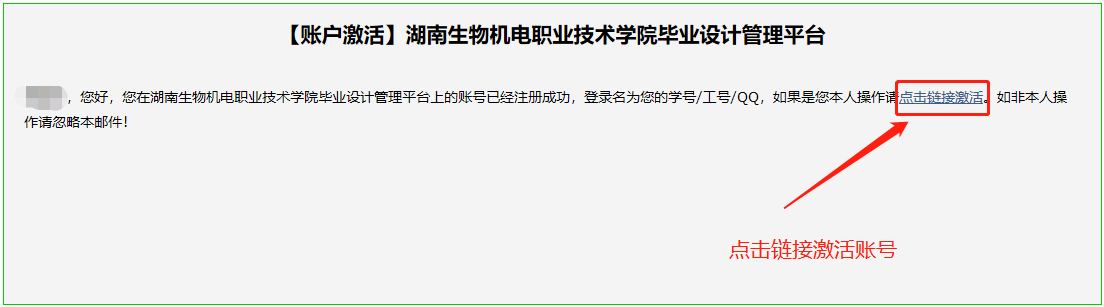 【账户激活】湖南生物机电职业技术学院毕业设计管理平台
，您好，您在湖南生物机电职业技术学院毕业设计管理平台上的账号已经注册成功，登录名为您的学号/工号/QQ，如果是您本人操作请点击链接激活。如非本人操
作请忽略本邮件！
点击链接激活账号